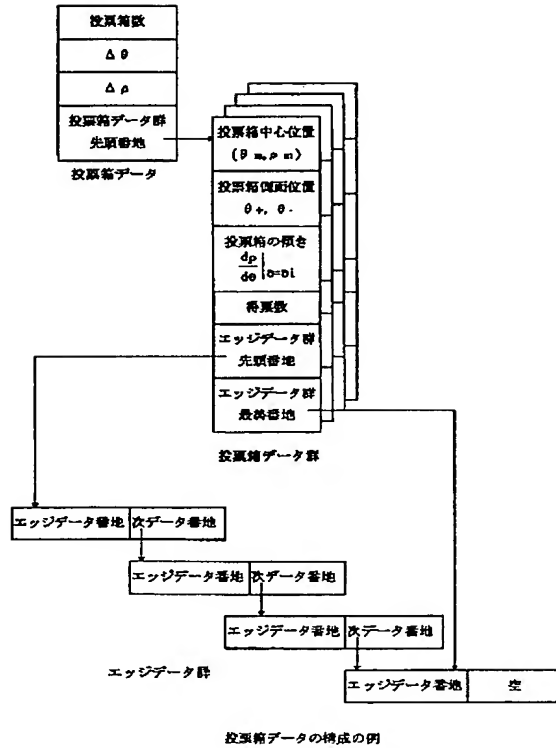 投票箱数
Δθ
Δρ
投票箱データ群
先頭番地
投票箱データ
投票箱中心位置
(θm,ρm)
投票箱側面位置
θ+, θ-
投票箱の傾き
dρ
dθ
θ=θi
得票数
エッジデータ群
先頭番地
エッジデータ群
最終番地
投票箱データ群
エッジデータ番地
次データ番地
エッジデータ番地
次データ番地
エッジデータ番地
次データ番地
エッジデータ群
エッジデータ番地
空
投票箱データの構成の例